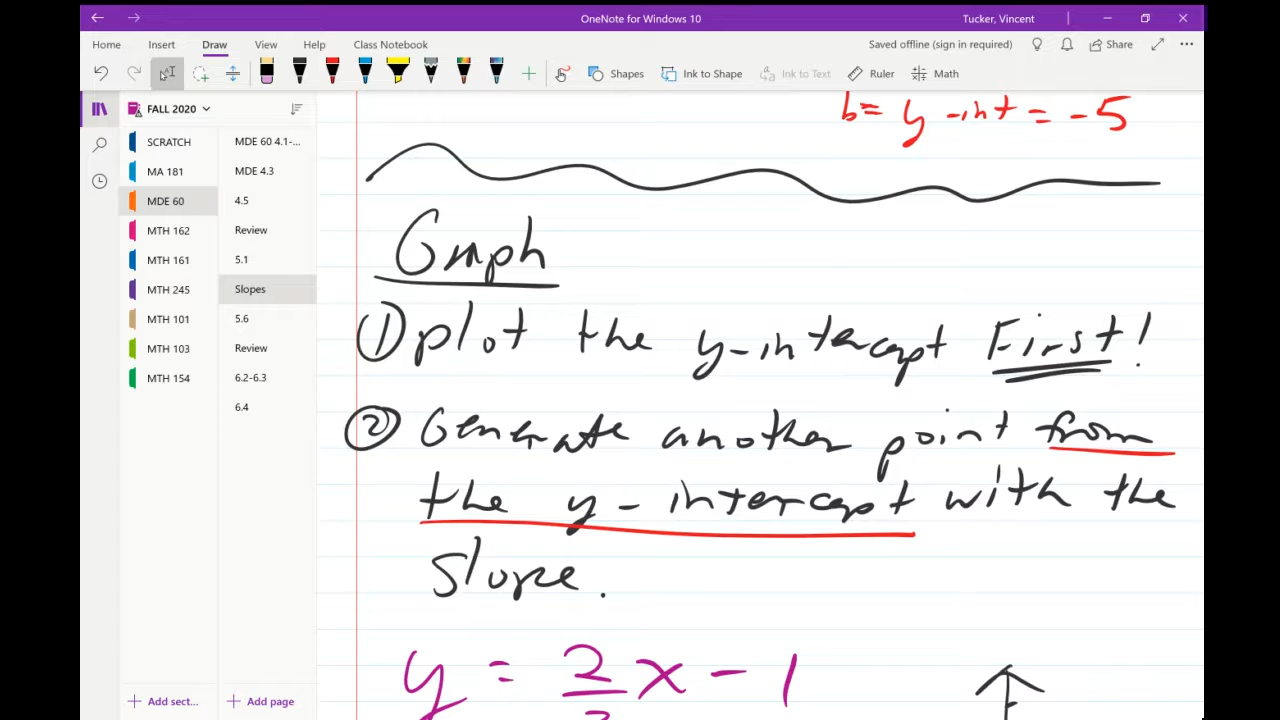 OneNote for Windows 10
Tucker, Vincent
Home Insert Draw View Help Class Notebook
Saved offline (sign in required)
Share
Shapes
Ink to Shape
Ink to Text
Ruler
Math
FALL 2020
SCRATCH
MA 181
MDE 60
MTH 162
MTH 161
MTH 245
MTH 101
MTH 103
MTH 154
Add sect...
MDE 60 4.1-...
MDE 4.3
4.5
Review
5.1
Slopes
5.6
Review
6.2-6.3
6.4
Add page
b= y-int = -5
Graph
① plot the y-intercept First!
② Generate another point from
the y-intercept with the
slope.
y = 2/3 x - 1